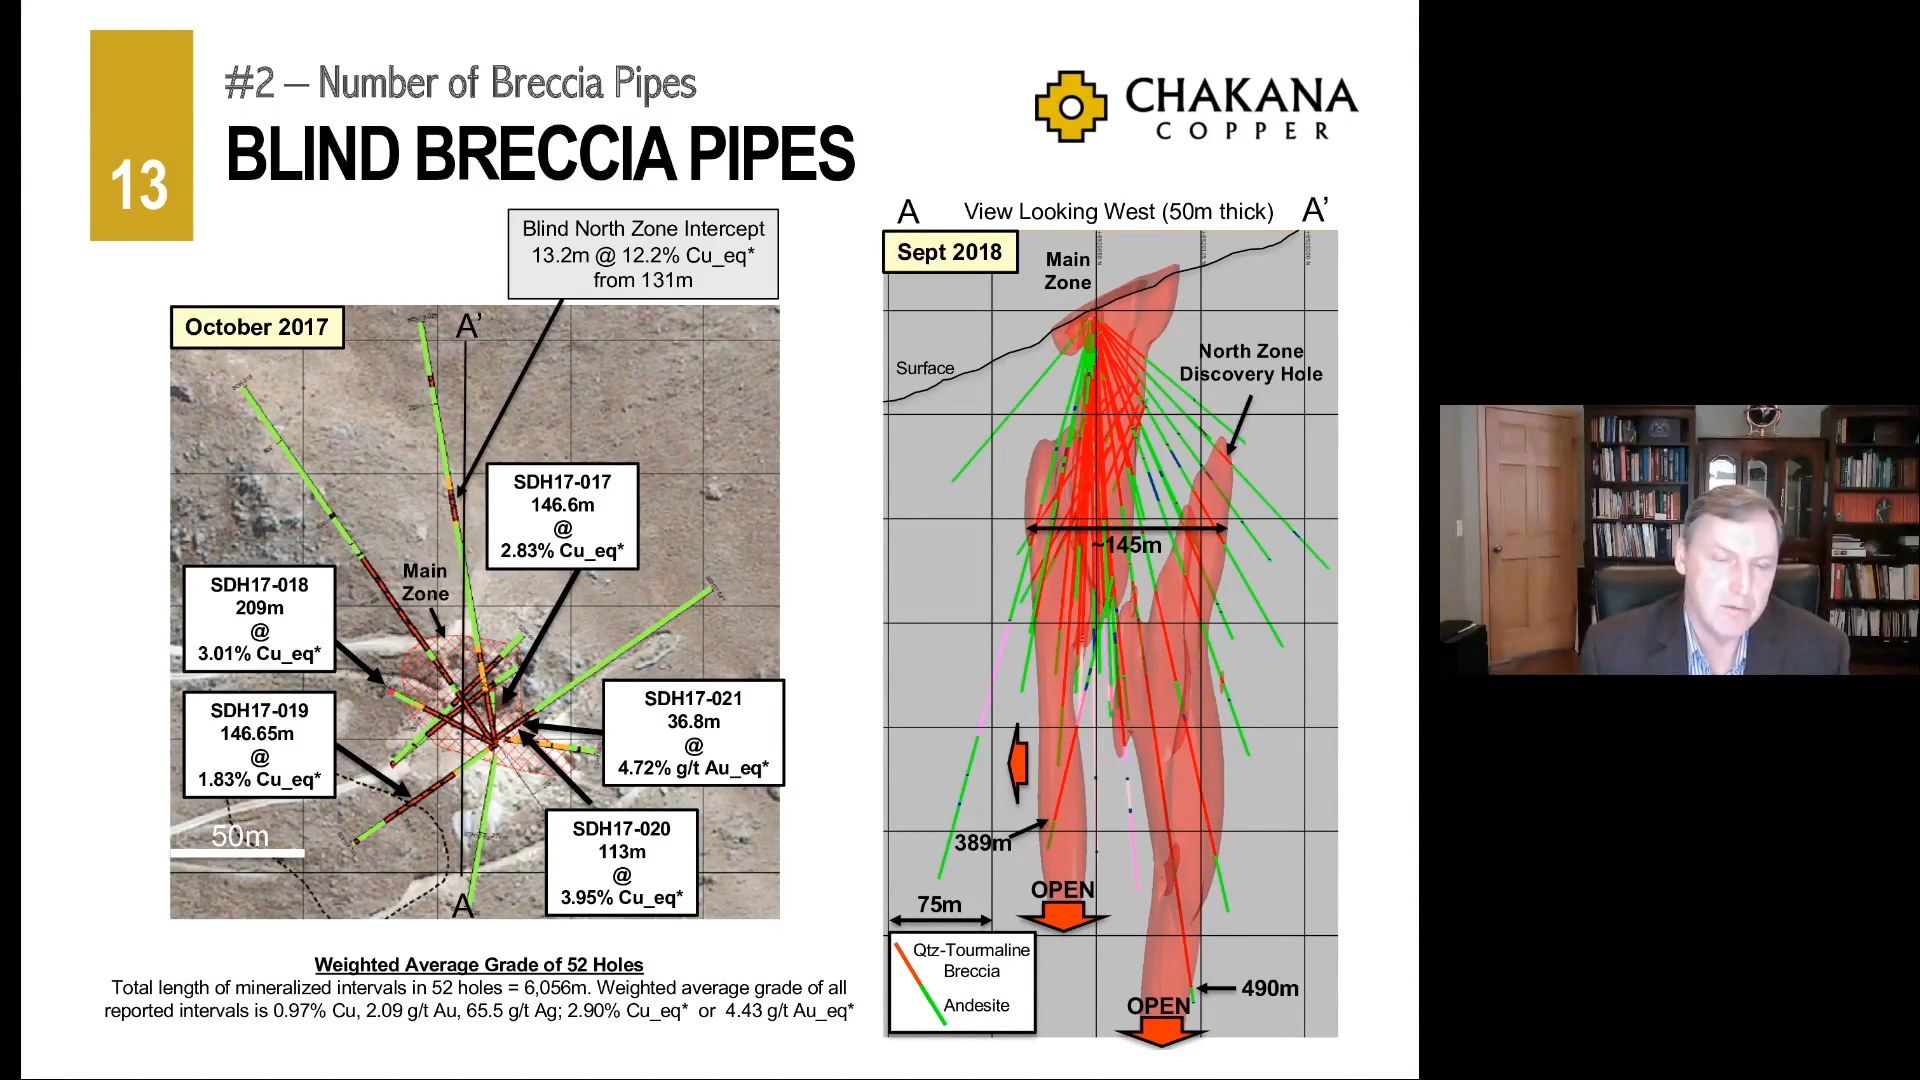 13
#2 – Number of Breccia Pipes
BLIND BRECCIA PIPES
CHAKANA
COPPER
Blind North Zone Intercept
13.2m @ 12.2% Cu_eq*
from 131m
October 2017
A'
SDH17-017
146.6m
@
2.83% Cu_eq*
Main
Zone
SDH17-018
209m
@
3.01% Cu_eq*
SDH17-019
146.65m
@
1.83% Cu_eq*
SDH17-021
36.8m
@
4.72% g/t Au_eq*
SDH17-020
113m
@
3.95% Cu_eq*
50m
A
Weighted Average Grade of 52 Holes
Total length of mineralized intervals in 52 holes = 6,056m. Weighted average grade of all
reported intervals is 0.97% Cu, 2.09 g/t Au, 65.5 g/t Ag; 2.90% Cu_eq* or 4.43 g/t Au_eq*
A
View Looking West (50m thick)
A'
Sept 2018
Main
Zone
Surface
North Zone
Discovery Hole
~145m
389m
OPEN
75m
Qtz-Tourmaline
Breccia
Andesite
490m
OPEN